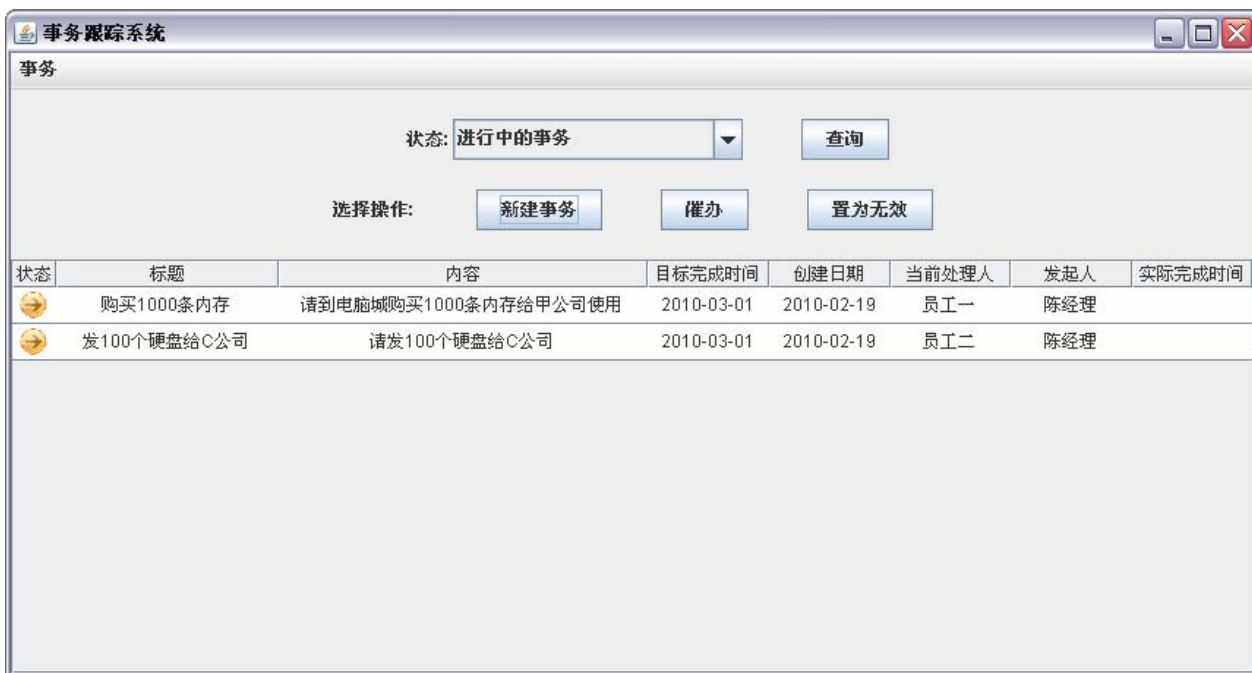 事务跟踪系统
事务
状态: 进行中的事务 查询
选择操作: 新建事务 催办 置为无效
状态 标题 内容 目标完成时间 创建日期 当前处理人 发起人 实际完成时间
购买1000条内存 请到电脑城购买1000条内存给甲公司使用 2010-03-01 2010-02-19 员工一 陈经理
发100个硬盘给C公司 请发100个硬盘给C公司 2010-03-01 2010-02-19 员工二 陈经理